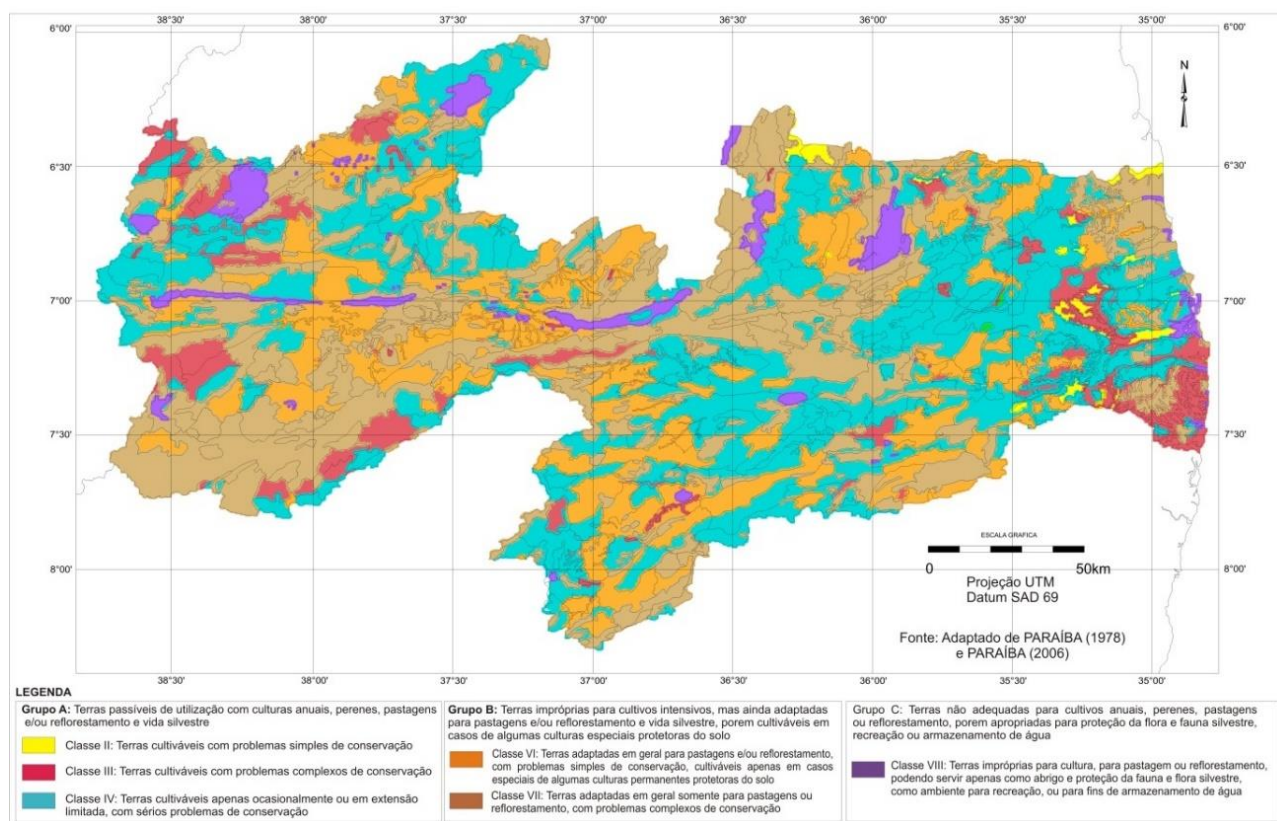 38°30' 38°00' 37°30' 37°00' 36°30' 36°00' 35°30' 35°00'
6°00' 6°00'
N
6°30' 6°30'
7°00' 7°00'
7°30' 7°30'
8°00' 8°00'
ESCALA GRAFICA
0 50km
Projeção UTM
Datum SAD 69
Fonte: Adaptado de PARAÍBA (1978)
e PARAÍBA (2006)
38°30' 38°00' 37°30' 37°00' 36°30' 36°00' 35°30' 35°00'
LEGENDA
Grupo A: Terras passíveis de utilização com culturas anuais, perenes, pastagens
e/ou reflorestamento e vida silvestre
Classe II: Terras cultiváveis com problemas simples de conservação
Classe III: Terras cultiváveis com problemas complexos de conservação
Classe IV: Terras cultiváveis apenas ocasionalmente ou em extensão
limitada, com sérios problemas de conservação
Grupo B: Terras impróprias para cultivos intensivos, mas ainda adaptadas
para pastagens e/ou reflorestamento e vida silvestre, porem cultiváveis em
casos de algumas culturas especiais protetoras do solo
Classe VI: Terras adaptadas em geral para pastagens e/ou reflorestamento,
com problemas simples de conservação, cultiváveis apenas em casos
especiais de algumas culturas permanentes protetoras do solo
Classe VII: Terras adaptadas em geral somente para pastagens ou
reflorestamento, com problemas complexos de conservação
Grupo C: Terras não adequadas para cultivos anuais, perenes, pastagens
ou reflorestamento, porem apropriadas para proteção da flora e fauna silvestre,
recreação ou armazenamento de água
Classe VIII: Terras impróprias para cultura, para pastagem ou reflorestamento,
podendo servir apenas como abrigo e proteção da fauna e flora silvestre,
como ambiente para recreação, ou para fins de armazenamento de água